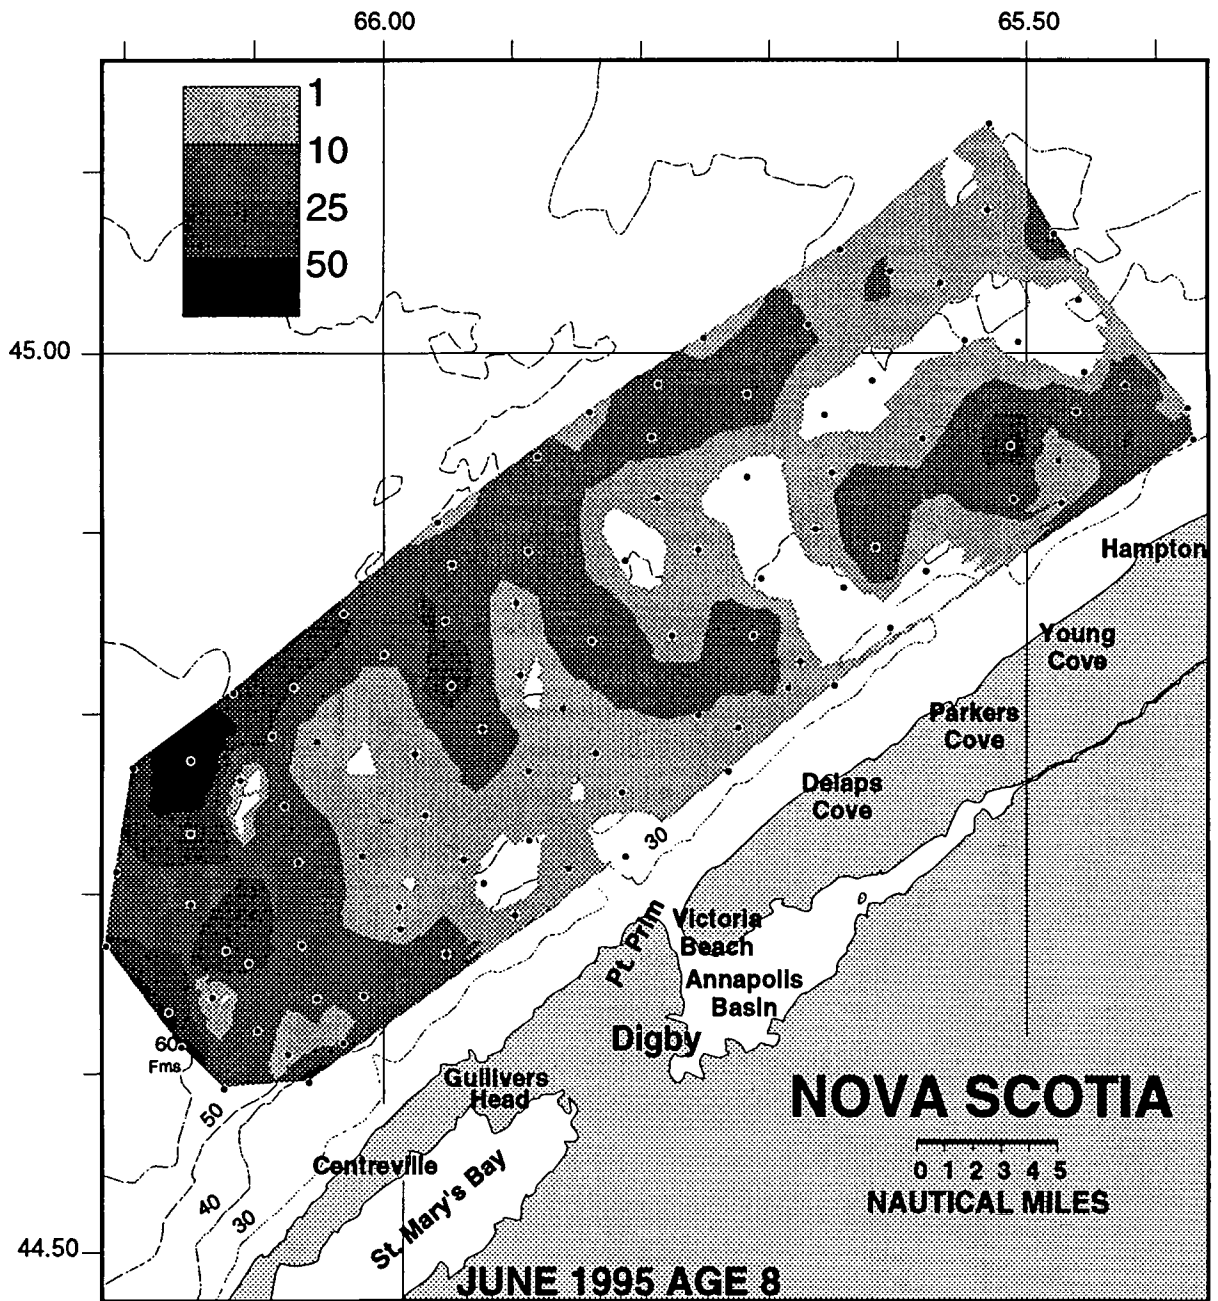 66.00
65.50
1
10
25
50
45.00
Hampton
Young
Cove
Parkers
Cove
Delaps
Cove
30
Pt. Prim
Victoria
Beach
Annapolis
Basin
Digby
60
Fms
50
Gullivers
Head
NOVA SCOTIA
0 1 2 3 4 5
NAUTICAL MILES
Centreville
St. Mary's Bay
40
30
44.50
JUNE 1995 AGE 8